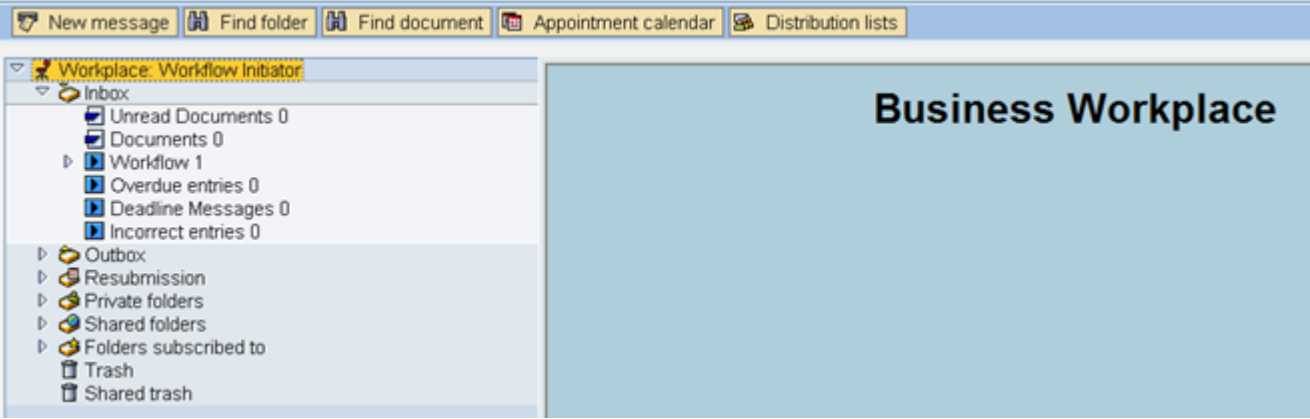 New message Find folder Find document Appointment calendar Distribution lists
Workplace: Workflow Initiator
Inbox
Unread Documents 0
Documents 0
Workflow 1
Overdue entries 0
Deadline Messages 0
Incorrect entries 0
Outbox
Resubmission
Private folders
Shared folders
Folders subscribed to
Trash
Shared trash
Business Workplace